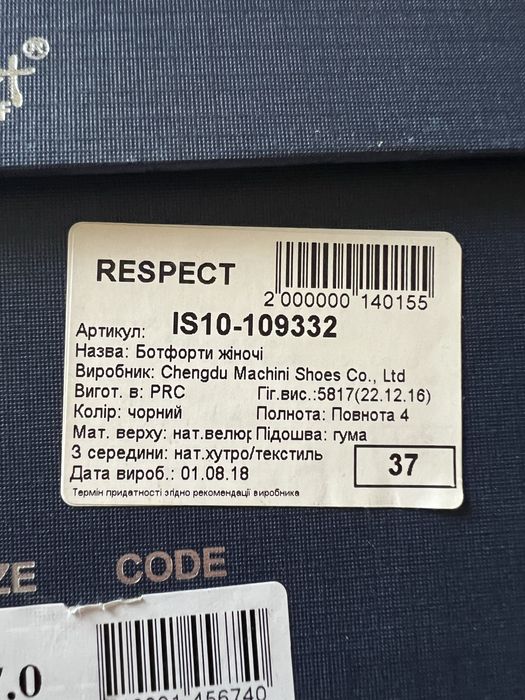 RESPECT
2 000000 140155
Артикул: IS10-109332
Назва: Ботфорти жіночі
Виробник: Chengdu Machini Shoes Co., Ltd
Вигот. в: PRC Гіг.вис.:5817(22.12.16)
Колір: чорний Полнота: Повнота 4
Мат. верху: нат.велюр Підошва: гума
З середини: нат.хутро/текстиль
37
Дата вироб.: 01.08.18
Термін придатності згідно рекомендації виробника
CODE
456740